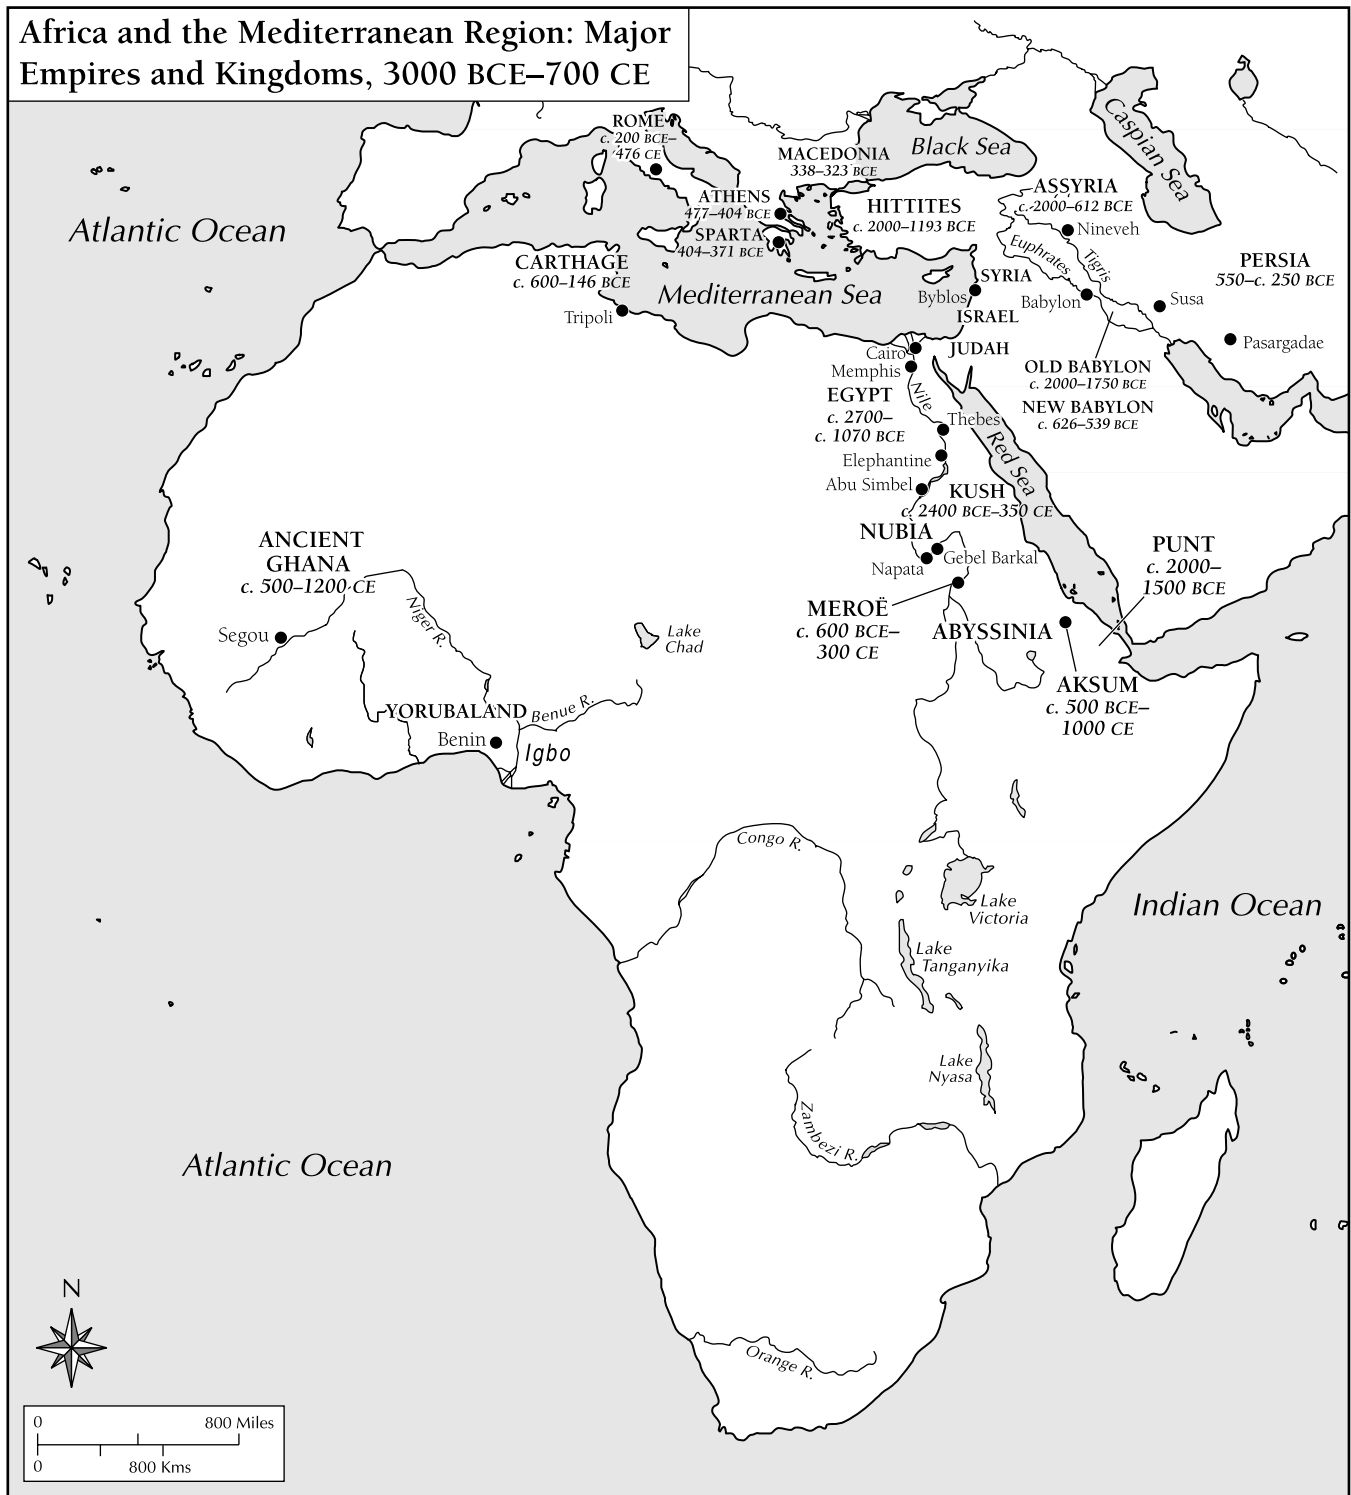 Africa and the Mediterranean Region: Major
Empires and Kingdoms, 3000 BCE–700 CE
ROME
c. 200 BCE–
476 CE
MACEDONIA
338–323 BCE
Black Sea
Caspian Sea
Atlantic Ocean
ATHENS
477–404 BCE
SPARTA
404–371 BCE
HITTITES
c. 2000–1193 BCE
ASSYRIA
c. 2000–612 BCE
Nineveh
Euphrates
Tigris
PERSIA
550–c. 250 BCE
CARTHAGE
c. 600–146 BCE
Mediterranean Sea
Tripoli
SYRIA
Byblos
Babylon
Susa
ISRAEL
Pasargadae
Cairo
JUDAH
Memphis
OLD BABYLON
c. 2000–1750 BCE
NEW BABYLON
c. 626–539 BCE
EGYPT
c. 2700–
c. 1070 BCE
Nile
Thebes
Red Sea
Elephantine
Abu Simbel
KUSH
c. 2400 BCE–350 CE
NUBIA
Gebel Barkal
Napata
PUNT
c. 2000–
1500 BCE
ANCIENT
GHANA
c. 500–1200 CE
Niger R.
Segou
Lake
Chad
MEROË
c. 600 BCE–
300 CE
ABYSSINIA
AKSUM
c. 500 BCE–
1000 CE
YORUBALAND
Benue R.
Benin
Igbo
Congo R.
Lake
Victoria
Indian Ocean
Lake
Tanganyika
Lake
Nyasa
Zambezi R.
Atlantic Ocean
Orange R.
N
0
800 Miles
0
800 Kms